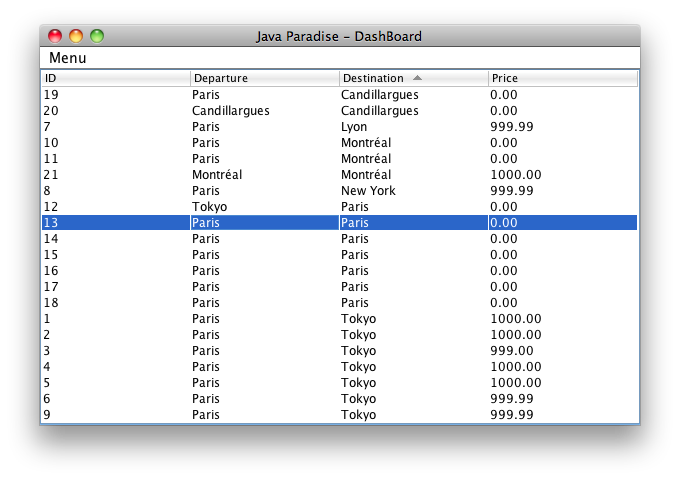 Java Paradise – DashBoard
Menu
ID Departure Destination Price
19 Paris Candillargues 0.00
20 Candillargues Candillargues 0.00
7 Paris Lyon 999.99
10 Paris Montréal 0.00
11 Paris Montréal 0.00
21 Montréal Montréal 1000.00
8 Paris New York 999.99
12 Tokyo Paris 0.00
13 Paris Paris 0.00
14 Paris Paris 0.00
15 Paris Paris 0.00
16 Paris Paris 0.00
17 Paris Paris 0.00
18 Paris Paris 0.00
1 Paris Tokyo 1000.00
2 Paris Tokyo 1000.00
3 Paris Tokyo 999.00
4 Paris Tokyo 1000.00
5 Paris Tokyo 1000.00
6 Paris Tokyo 999.99
9 Paris Tokyo 999.99